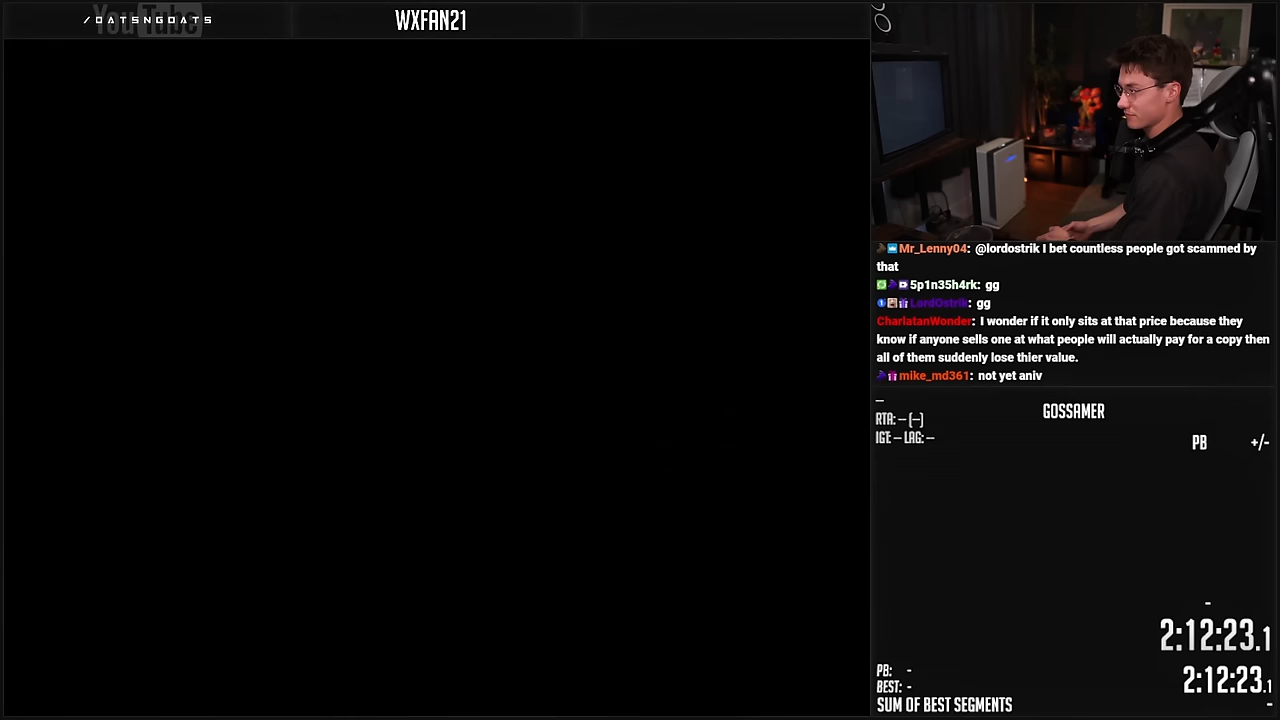 YouTube
/OATSNGOATS
WXFAN21
Mr_Lenny04: @lordostrik I bet countless people got scammed by
that
5p1n35h4rk: gg
LordOstrik: gg
CharlatanWonder: I wonder if it only sits at that price because they
know if anyone sells one at what people will actually pay for a copy then
all of them suddenly lose thier value.
mike_md361: not yet aniv
—
GOSSAMER
RTA: — (—)
IGT: — LAG: —
PB +/-
-
2:12:23.1
PB: -
2:12:23.1
BEST: -
SUM OF BEST SEGMENTS -